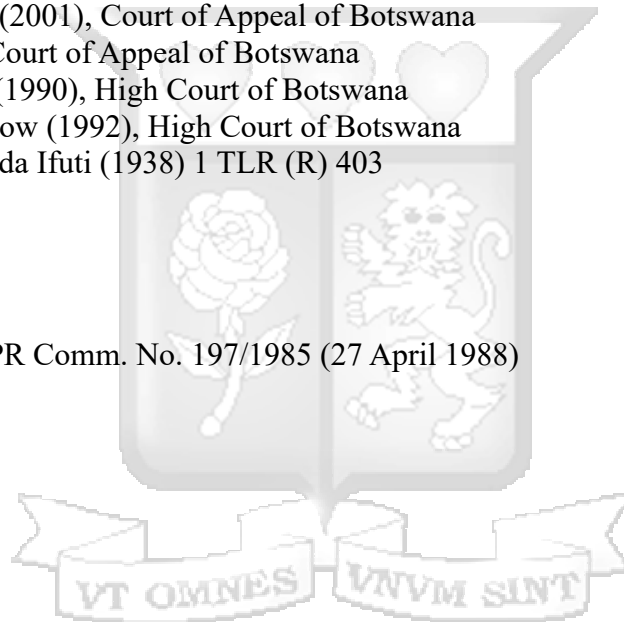 (2001), Court of Appeal of Botswana
Court of Appeal of Botswana
(1990), High Court of Botswana
ow (1992), High Court of Botswana
da Ifuti (1938) 1 TLR (R) 403
PR Comm. No. 197/1985 (27 April 1988)
VT OMNES VNVM SINT